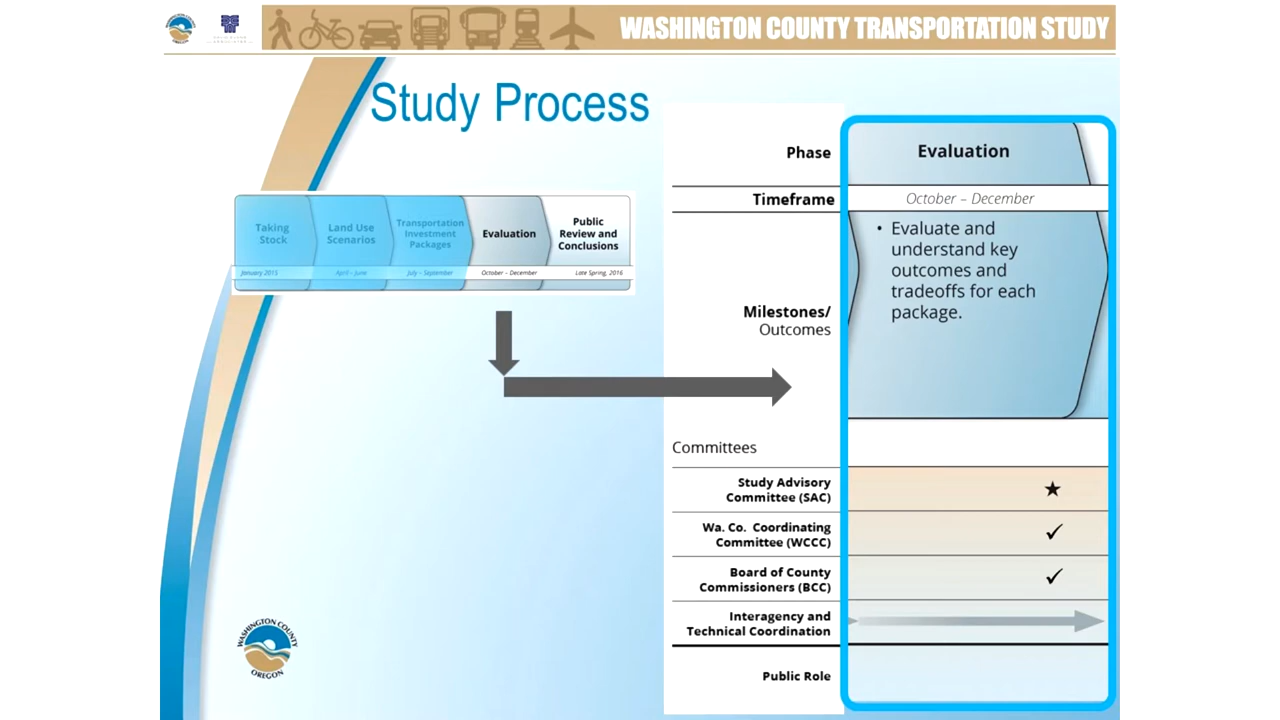 WASHINGTON COUNTY TRANSPORTATION STUDY
Study Process
Taking
Stock
Land Use
Scenarios
Transportation
Investment
Packages
Evaluation
Public
Review and
Conclusions
January 2015
April – June
July – September
October – December
Late Spring, 2016
Phase
Evaluation
Timeframe
October – December
Milestones/
Outcomes
• Evaluate and
understand key
outcomes and
tradeoffs for each
package.
Committees
Study Advisory
Committee (SAC)
Wa. Co. Coordinating
Committee (WCCC)
Board of County
Commissioners (BCC)
Interagency and
Technical Coordination
Public Role
WASHINGTON COUNTY
OREGON